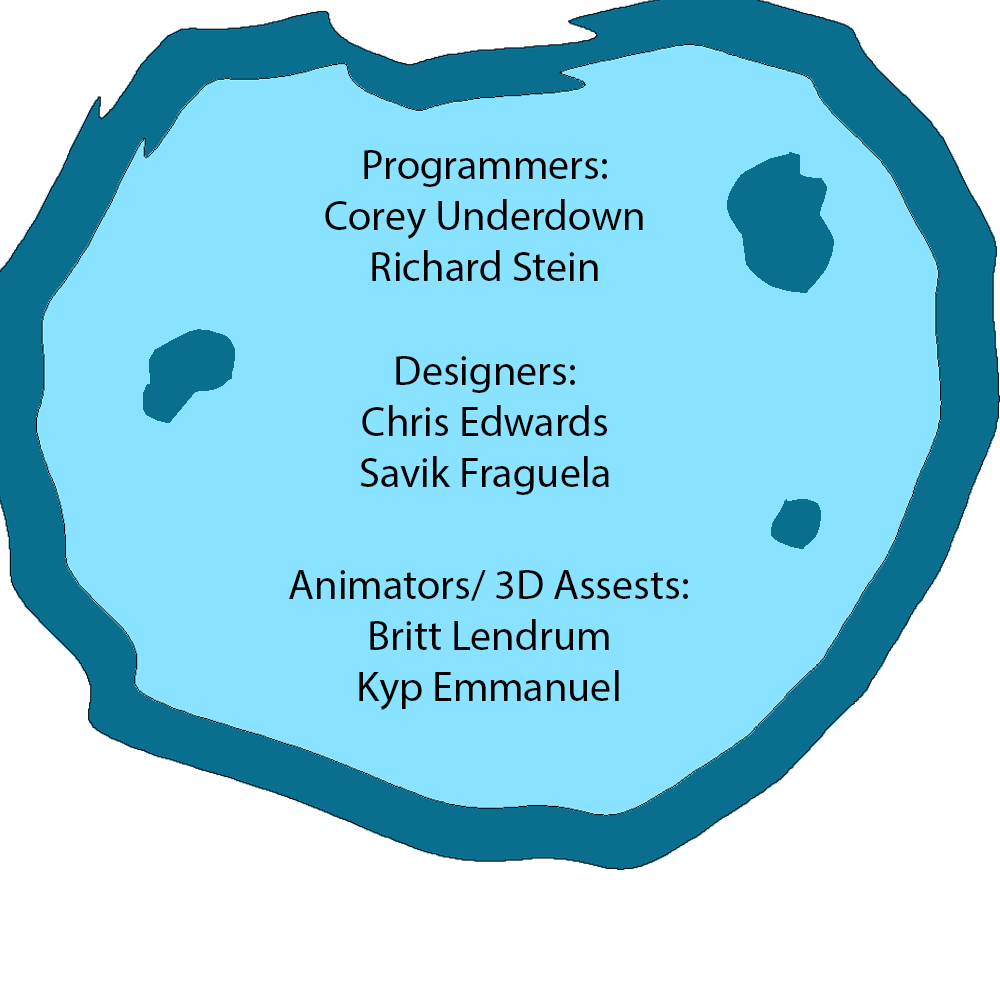 Programmers:
Corey Underdown
Richard Stein
Designers:
Chris Edwards
Savik Fraguela
Animators/ 3D Assests:
Britt Lendrum
Kyp Emmanuel